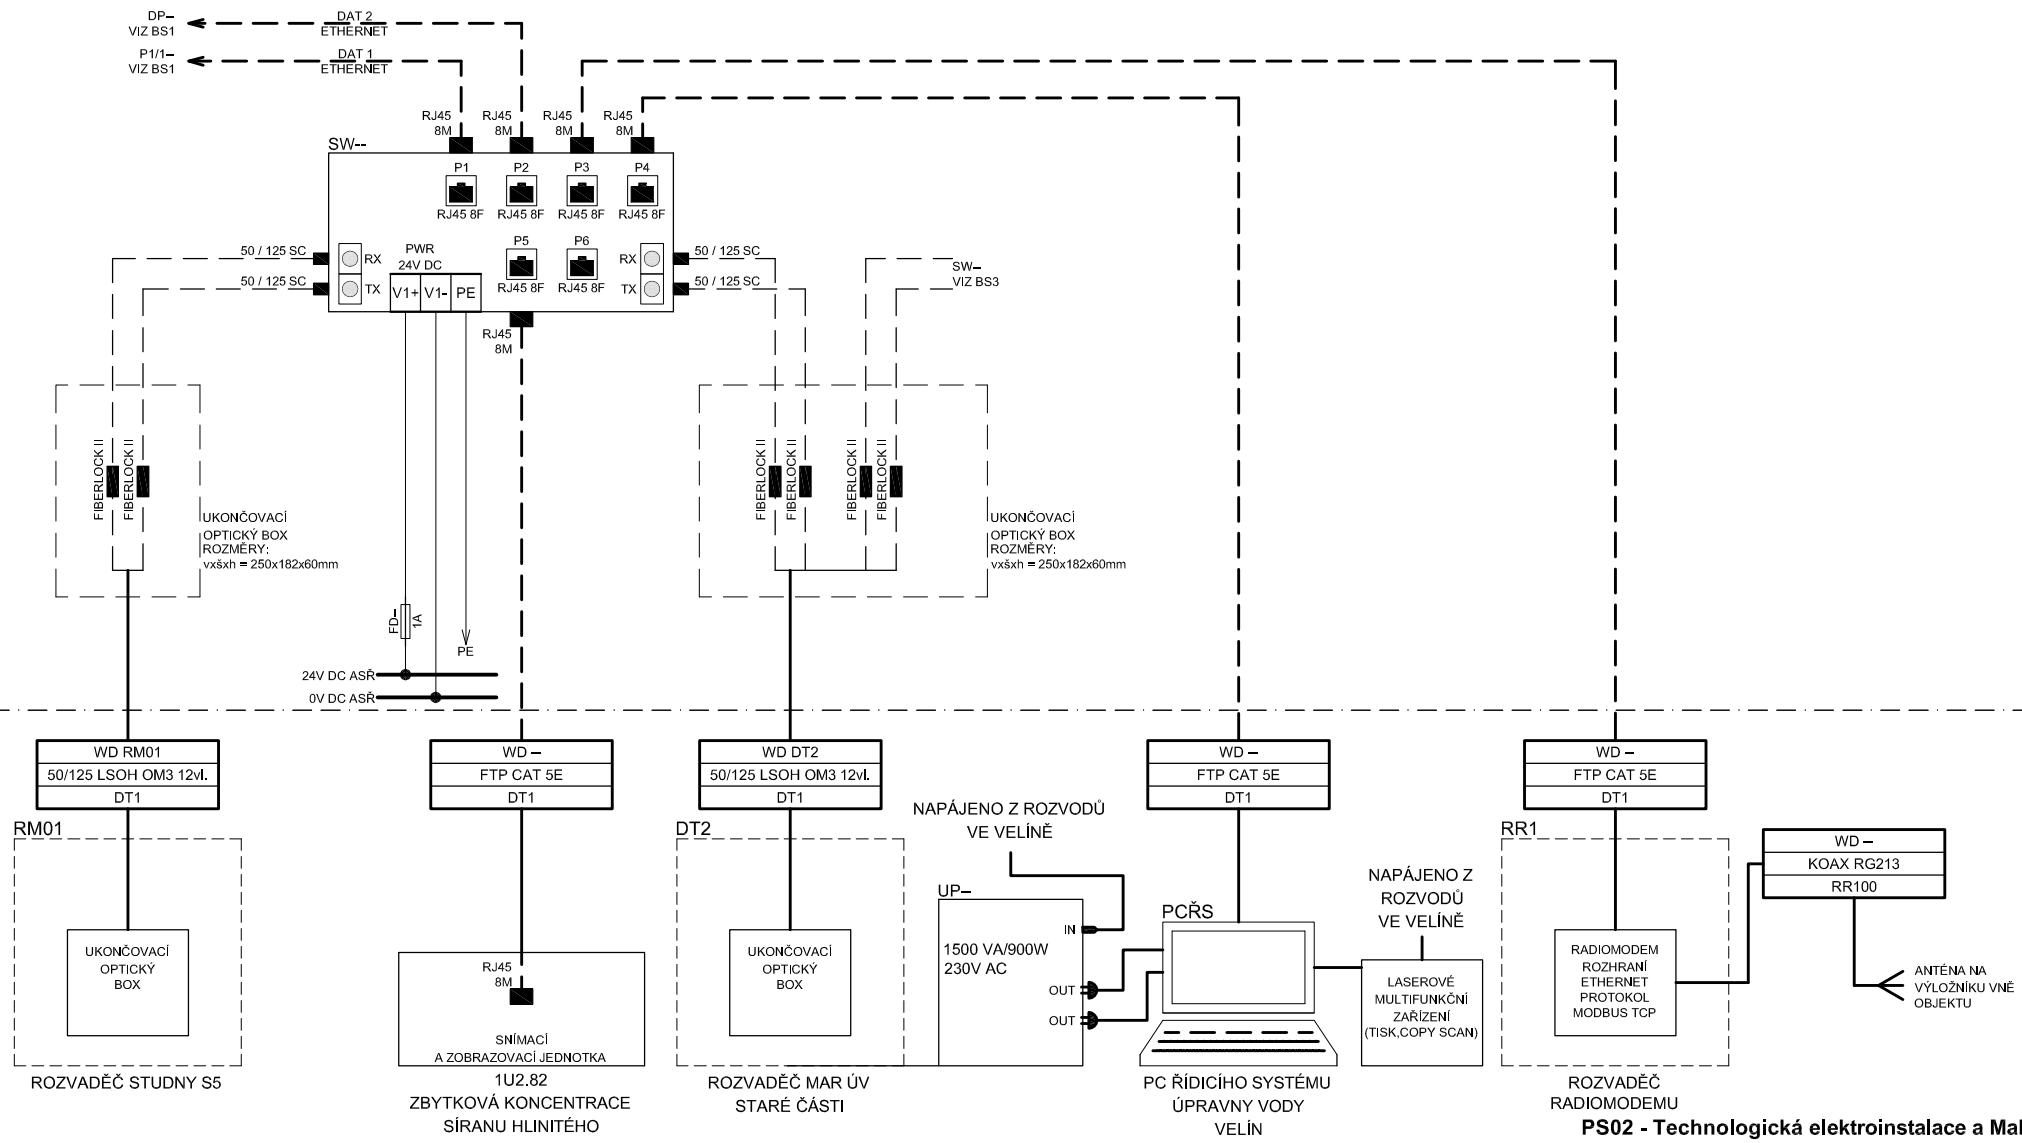 DP–
VIZ BS1
DAT 2
ETHERNET
P1/1–
VIZ BS1
DAT 1
ETHERNET
RJ45
8M
RJ45
8M
RJ45
8M
RJ45
8M
SW--
P1
P2
P3
P4
RJ45 8F
RJ45 8F
RJ45 8F
RJ45 8F
50 / 125 SC
50 / 125 SC
RX
TX
PWR
24V DC
V1+
V1-
PE
P5
P6
RJ45 8F
RJ45 8F
RX
TX
50 / 125 SC
50 / 125 SC
SW–
VIZ BS3
RJ45
8M
FIBERLOCK II
FIBERLOCK II
UKONČOVACÍ
OPTICKÝ BOX
ROZMĚRY:
vxšxh = 250x182x60mm
FIBERLOCK II
FIBERLOCK II
FIBERLOCK II
FIBERLOCK II
UKONČOVACÍ
OPTICKÝ BOX
ROZMĚRY:
vxšxh = 250x182x60mm
FD–
1A
PE
24V DC ASŘ
0V DC ASŘ
WD RM01
50/125 LSOH OM3 12vl.
DT1
WD –
FTP CAT 5E
DT1
WD DT2
50/125 LSOH OM3 12vl.
DT1
WD –
FTP CAT 5E
DT1
WD –
FTP CAT 5E
DT1
RM01
UKONČOVACÍ
OPTICKÝ
BOX
ROZVADĚČ STUDNY S5
RJ45
8M
SNÍMACÍ
A ZOBRAZOVACÍ JEDNOTKA
1U2.82
ZBYTKOVÁ KONCENTRACE
SÍRANU HLINITÉHO
DT2
UKONČOVACÍ
OPTICKÝ
BOX
ROZVADĚČ MAR ÚV
STARÉ ČÁSTI
NAPÁJENO Z ROZVODŮ
VE VELÍNĚ
UP–
IN
1500 VA/900W
230V AC
OUT
OUT
PCŘS
PC ŘÍDICÍHO SYSTÉMU
ÚPRAVNY VODY
VELÍN
NAPÁJENO Z
ROZVODŮ
VE VELÍNĚ
LASEROVÉ
MULTIFUNKČNÍ
ZAŘÍZENÍ
(TISK,COPY SCAN)
RR1
RADIOMODEM
ROZHRANÍ
ETHERNET
PROTOKOL
MODBUS TCP
ROZVADĚČ
RADIOMODEMU
WD –
KOAX RG213
RR100
ANTÉNA NA
VÝLOŽNÍKU VNĚ
OBJEKTU
PS02 - Technologická elektroinstalace a MaR